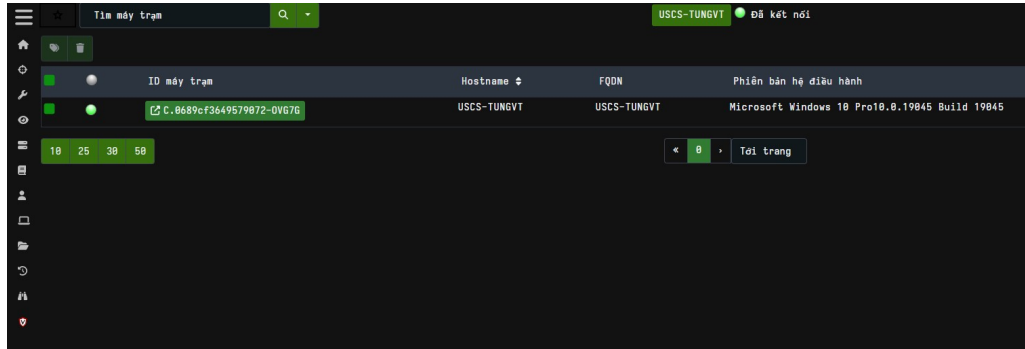 Tìm máy trạm USCS-TUNGVT Đã kết nối
ID máy trạm Hostname FQDN Phiên bản hệ điều hành
C.0689cf3649579072-OVG7G USCS-TUNGVT USCS-TUNGVT Microsoft Windows 10 Pro10.0.19045 Build 19045
10 25 30 50 « 0 › Tới trang